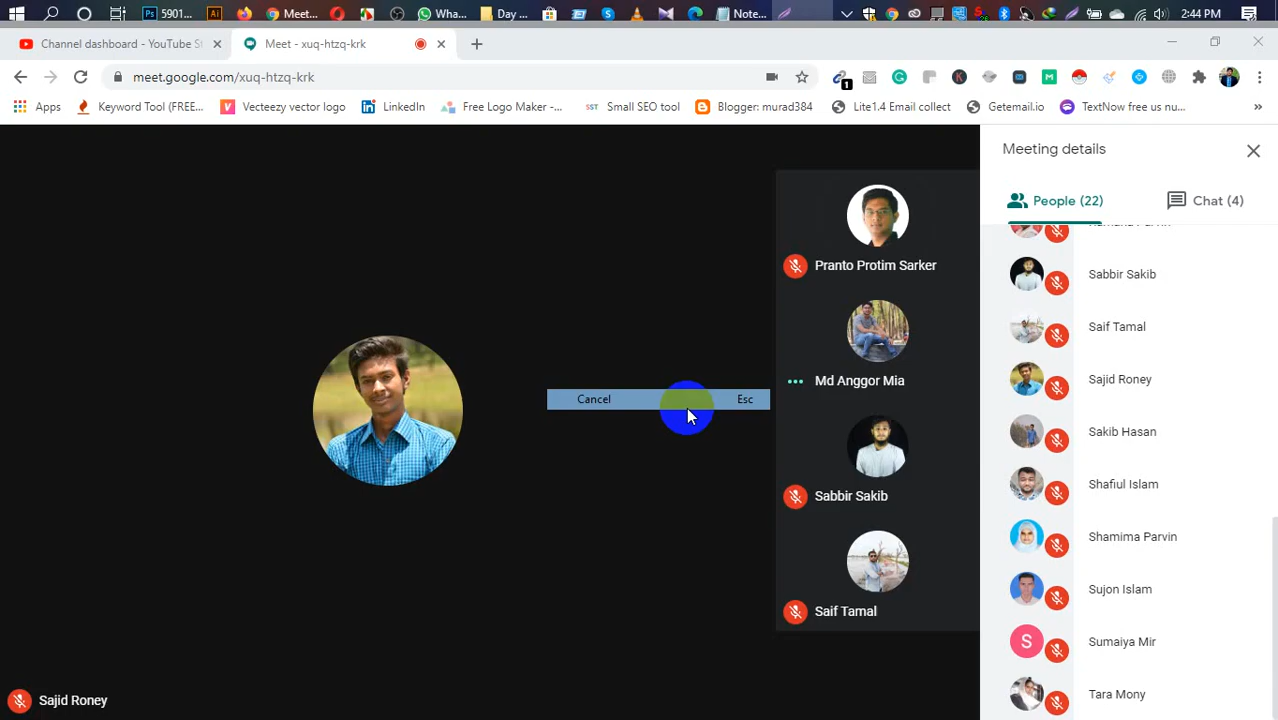 5901...
Meet...
Wha...
Day ...
Note...
2:44 PM
Channel dashboard - YouTube St
Meet - xuq-htzq-krk
meet.google.com/xuq-htzq-krk
1
Apps
Keyword Tool (FREE...
Vecteezy vector logo
LinkedIn
Free Logo Maker -...
SST
Small SEO tool
Blogger: murad384
Lite1.4 Email collect
Getemail.io
TextNow free us nu...
»
Meeting details
People (22)
Chat (4)
Pranto Protim Sarker
Md Anggor Mia
Sabbir Sakib
Saif Tamal
Cancel
Esc
Sabbir Sakib
Saif Tamal
Sajid Roney
Sakib Hasan
Shafiul Islam
Shamima Parvin
Sujon Islam
S
Sumaiya Mir
Tara Mony
Sajid Roney